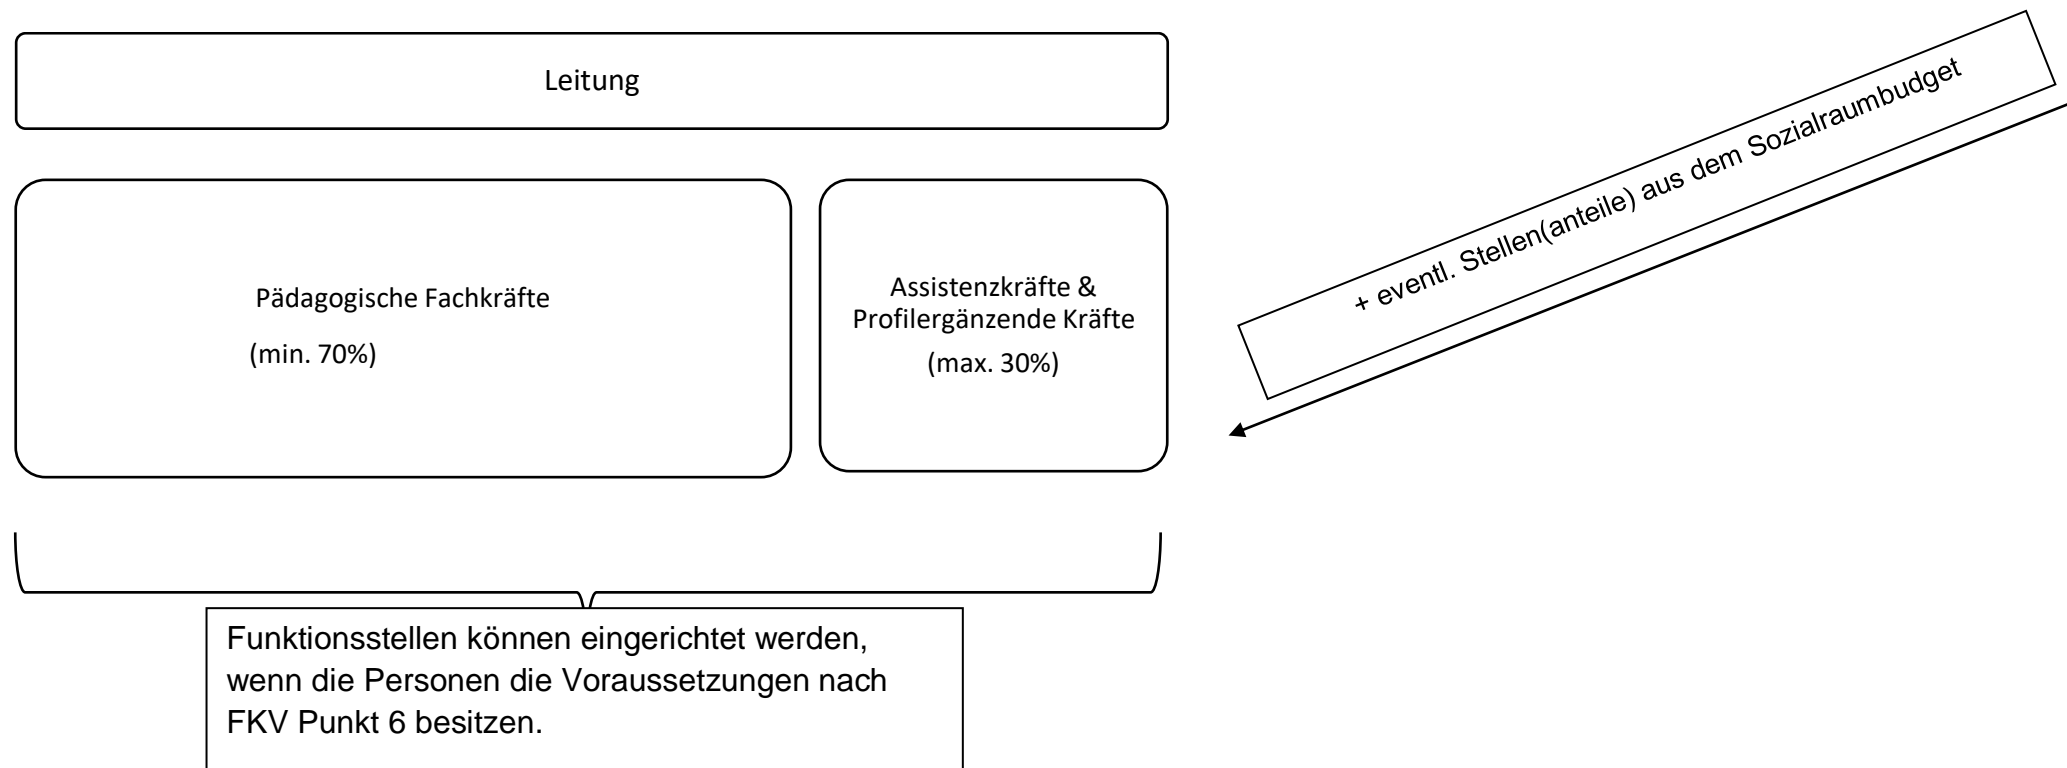 Leitung
+ eventl. Stellen(anteile) aus dem Sozialraumbudget
Pädagogische Fachkräfte
(min. 70%)
Assistenzkräfte &
Profilergänzende Kräfte
(max. 30%)
Funktionsstellen können eingerichtet werden,
wenn die Personen die Voraussetzungen nach
FKV Punkt 6 besitzen.